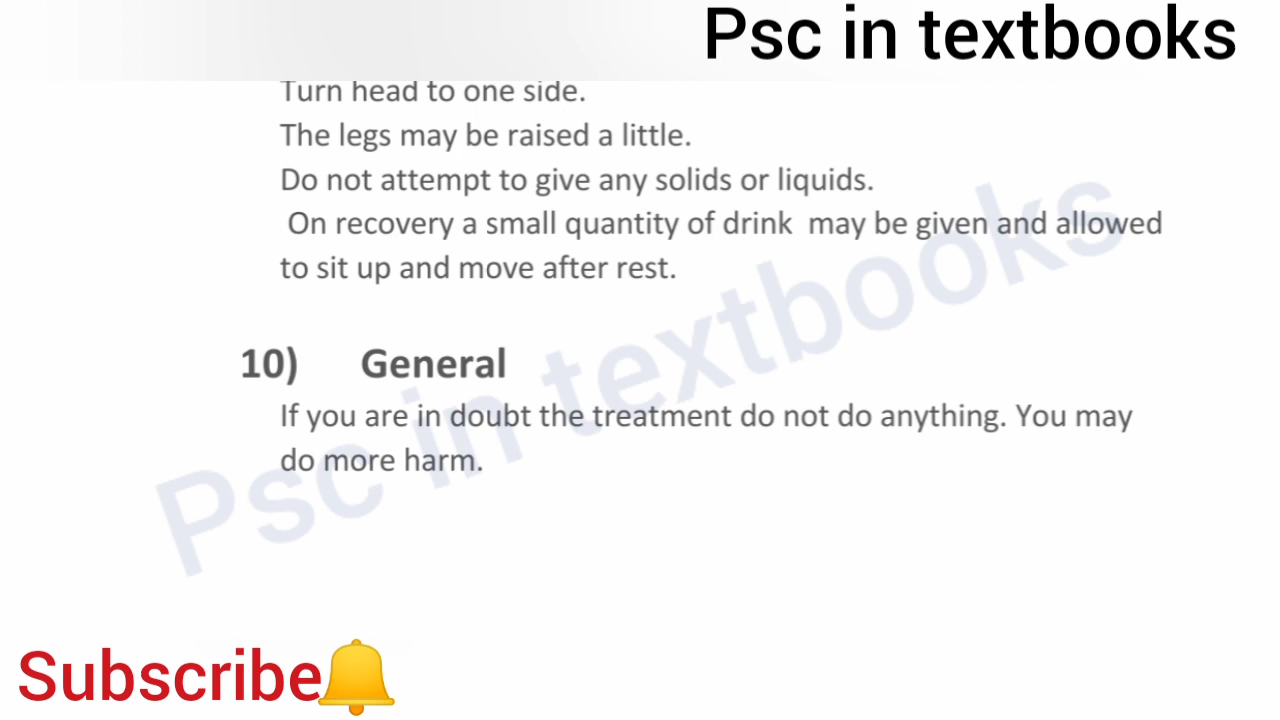 Psc in textbooks
Turn head to one side.
The legs may be raised a little.
Do not attempt to give any solids or liquids.
On recovery a small quantity of drink may be given and allowed
to sit up and move after rest.
10) General
If you are in doubt the treatment do not do anything. You may
do more harm.
Psc in textbooks
Subscribe